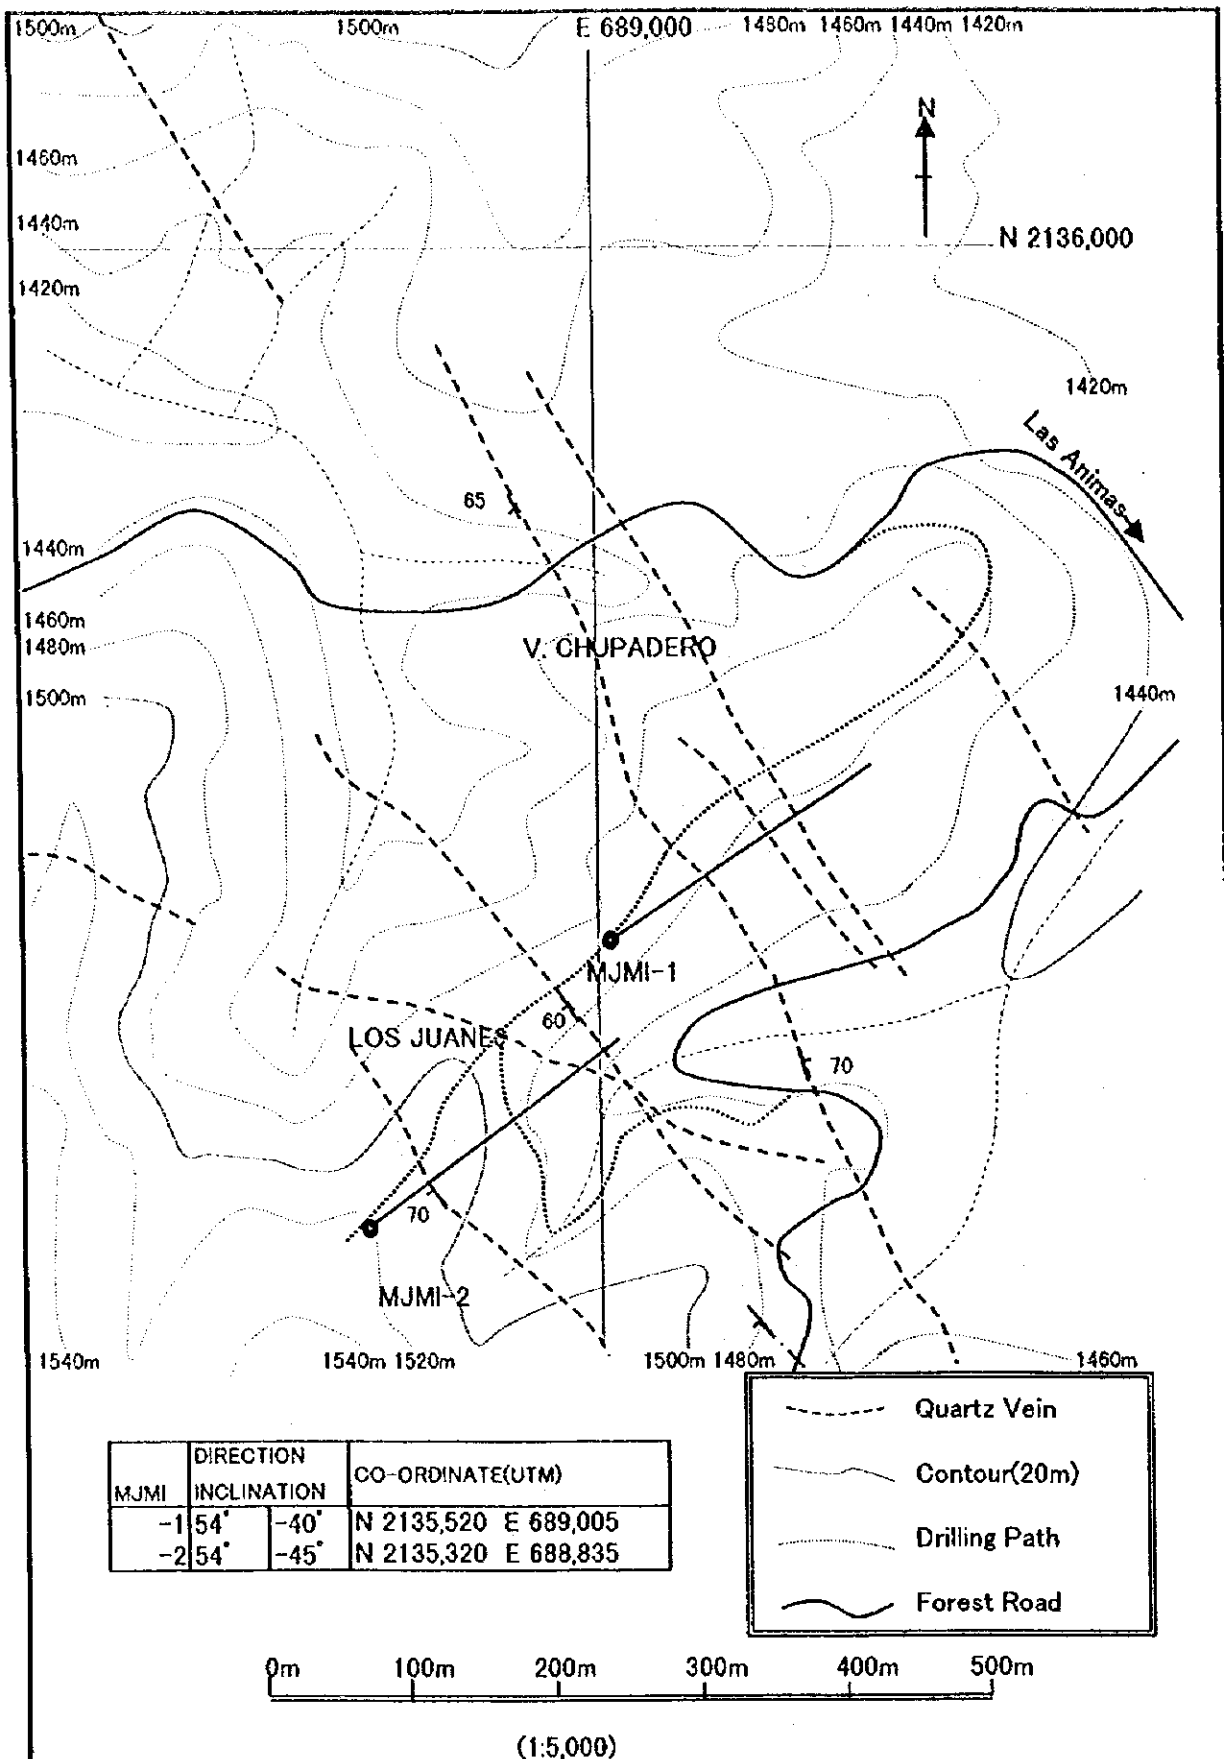 1500m 1500m E 689,000 1480m 1460m 1440m 1420m
N
1460m
1440m
N 2136,000
1420m
1420m
Las Animas
65
1440m
1460m
1480m
V. CHUPADERO
1500m
1440m
MJMI-1
60
LOS JUANES
70
70
MJMI-2
1540m 1540m 1520m 1500m 1480m 1460m
Quartz Vein
Contour(20m)
Drilling Path
Forest Road
MJMI DIRECTION INCLINATION CO-ORDINATE(UTM)
-1 54° -40° N 2135,520 E 689,005
-2 54° -45° N 2135,320 E 688,835
0m 100m 200m 300m 400m 500m
(1:5,000)